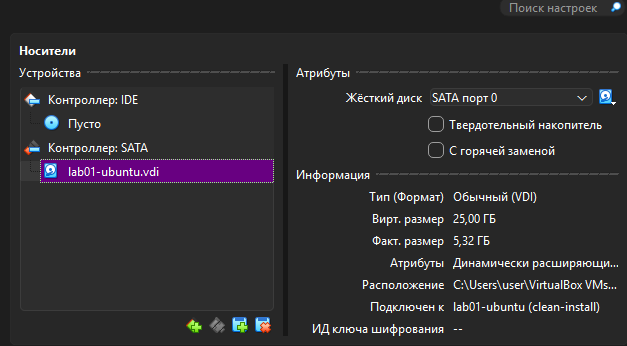 Поиск настроек
Носители
Устройства
Контроллер: IDE
Пусто
Контроллер: SATA
lab01-ubuntu.vdi
Атрибуты
Жёсткий диск SATA порт 0
Твердотельный накопитель
С горячей заменой
Информация
Тип (Формат) Обычный (VDI)
Вирт. размер 25,00 ГБ
Факт. размер 5,32 ГБ
Атрибуты Динамически расширяющи...
Расположение C:\Users\user\VirtualBox VMs...
Подключен к lab01-ubuntu (clean-install)
ИД ключа шифрования --